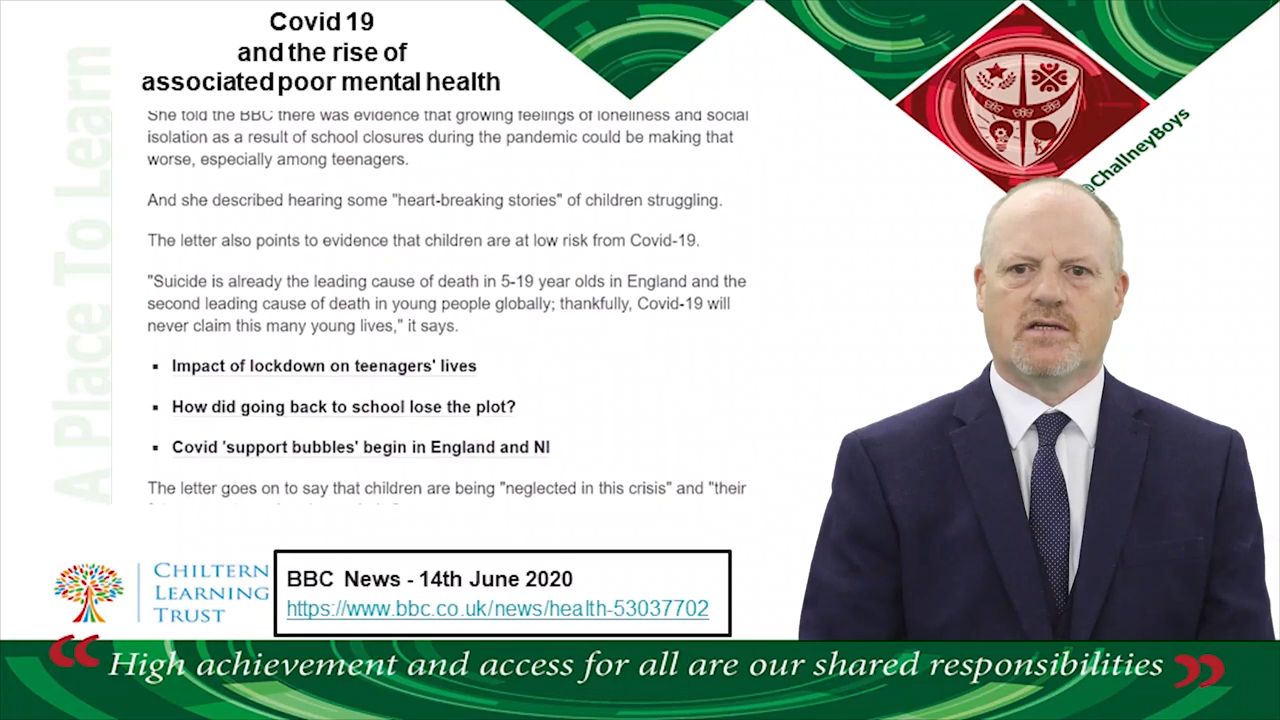 Covid 19
and the rise of
associated poor mental health
A Place To Learn
She told the BBC there was evidence that growing feelings of loneliness and social
isolation as a result of school closures during the pandemic could be making that
worse, especially among teenagers.
And she described hearing some "heart-breaking stories" of children struggling.
The letter also points to evidence that children are at low risk from Covid-19.
"Suicide is already the leading cause of death in 5-19 year olds in England and the
second leading cause of death in young people globally; thankfully, Covid-19 will
never claim this many young lives," it says.
Impact of lockdown on teenagers' lives
How did going back to school lose the plot?
Covid 'support bubbles' begin in England and NI
The letter goes on to say that children are being "neglected in this crisis" and "their
@ChallneyBoys
CHILTERN
LEARNING
TRUST
BBC News - 14th June 2020
https://www.bbc.co.uk/news/health-53037702
"High achievement and access for all are our shared responsibilities"